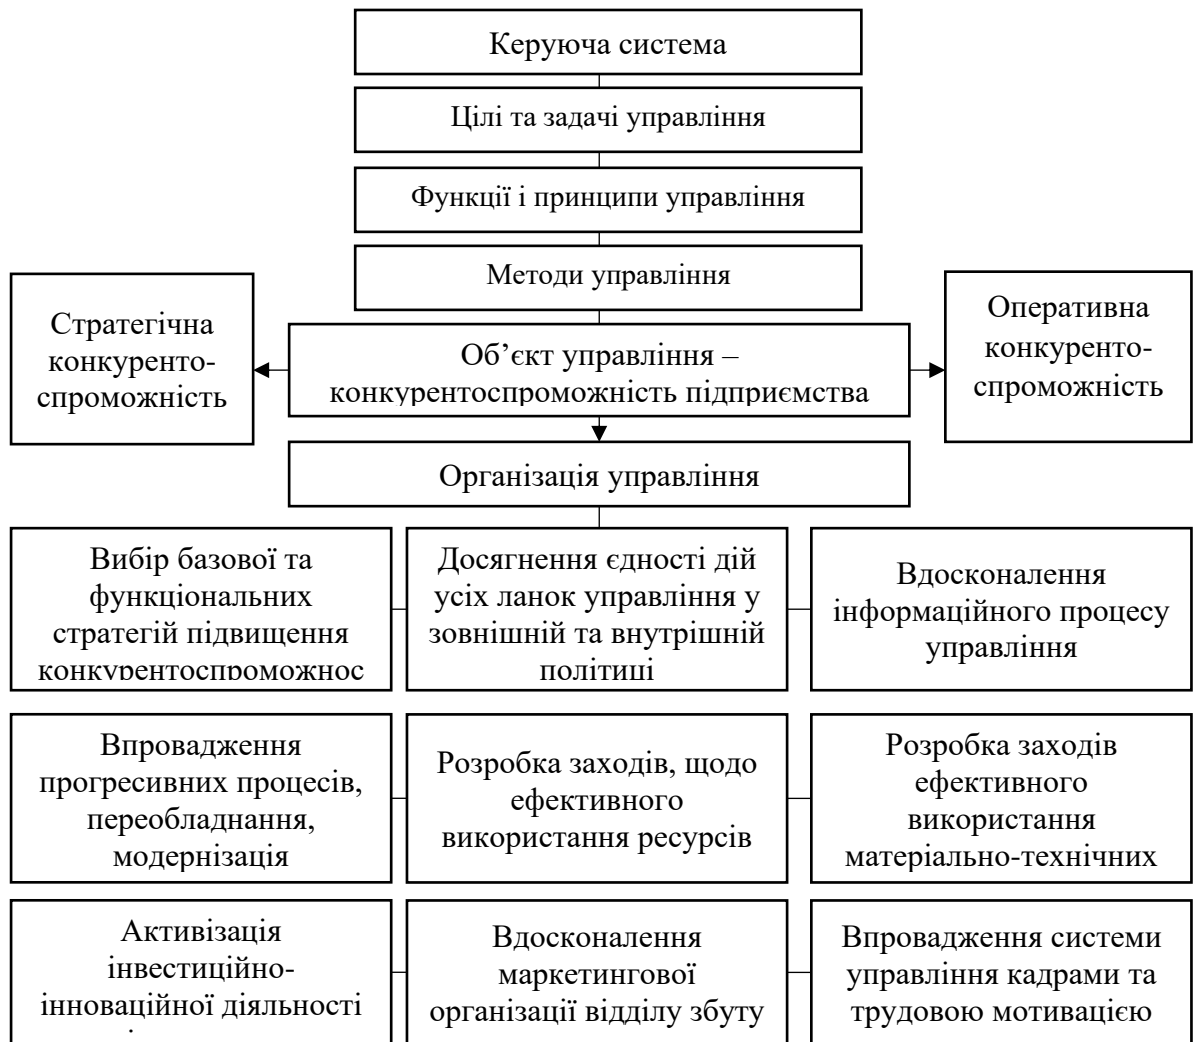 Керуюча система
Цілі та задачі управління
Функції і принципи управління
Методи управління
Стратегічна
конкуренто-
спроможність
Об’єкт управління –
конкурентоспроможність підприємства
Оперативна
конкуренто-
спроможність
Організація управління
Вибір базової та
функціональних
стратегій підвищення
конкурентоспроможнос
Досягнення єдності дій
усіх ланок управління у
зовнішній та внутрішній
політиці
Вдосконалення
інформаційного процесу
управління
Впровадження
прогресивних процесів,
переобладнання,
модернізація
Розробка заходів, щодо
ефективного
використання ресурсів
Розробка заходів
ефективного
використання
матеріально-технічних
Активізація
інвестиційно-
інноваційної діяльності
Вдосконалення
маркетингової
організації відділу збуту
Впровадження системи
управління кадрами та
трудовою мотивацією